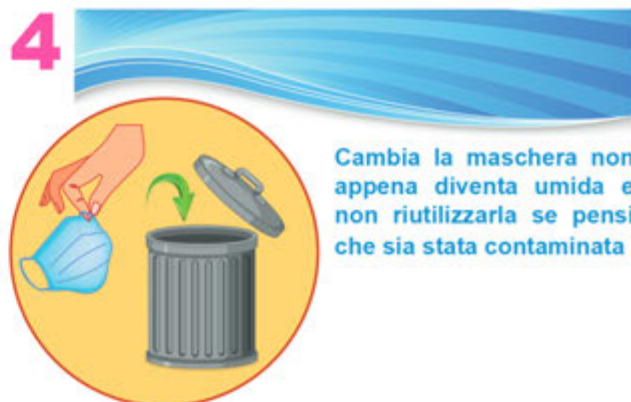 4
Cambia la maschera non
appena diventa umida e
non riutilizzarla se pensi
che sia stata contaminata